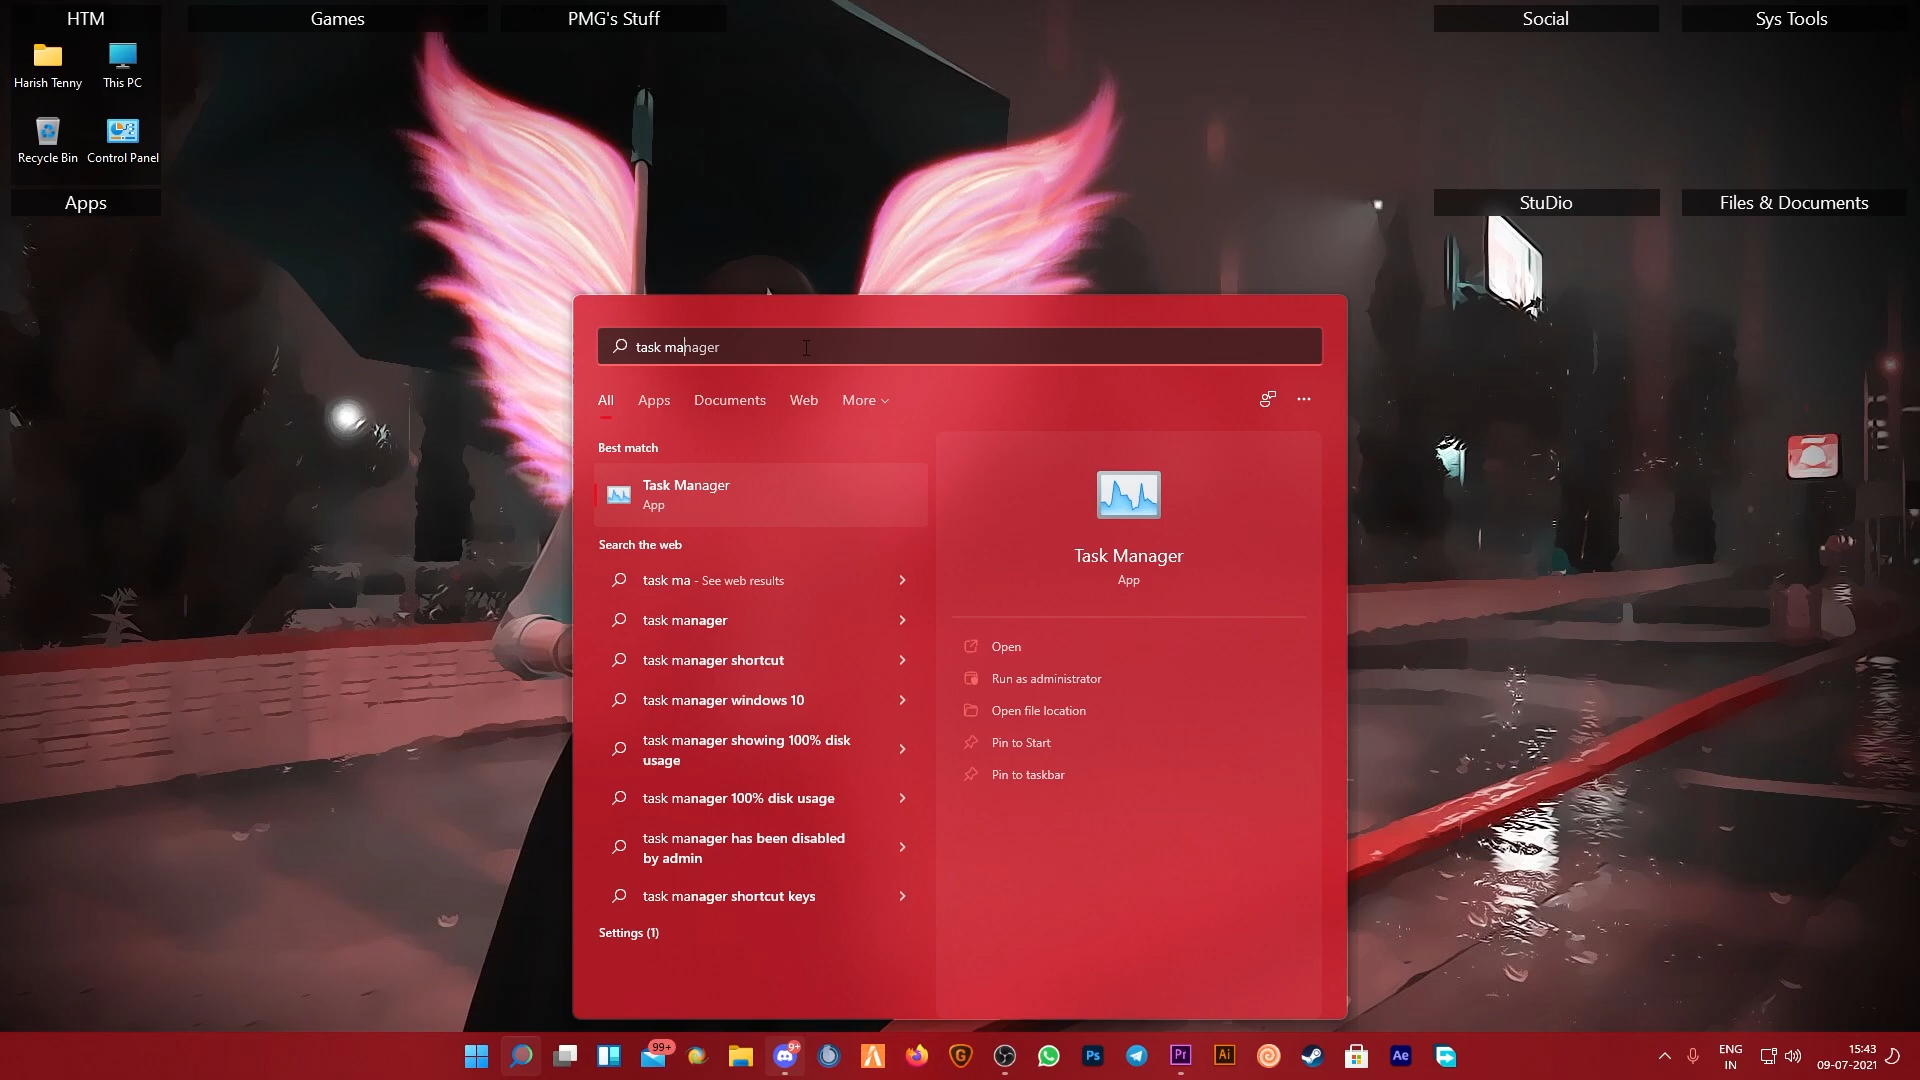 HTM
Games
PMG's Stuff
Social
Sys Tools
Harish Tenny
This PC
Recycle Bin
Control Panel
Apps
StuDio
Files & Documents
task manager
All
Apps
Documents
Web
More
Best match
Task Manager
App
Search the web
task ma - See web results
task manager
task manager shortcut
task manager windows 10
task manager showing 100% disk
usage
task manager 100% disk usage
task manager has been disabled
by admin
task manager shortcut keys
Settings (1)
Task Manager
App
Open
Run as administrator
Open file location
Pin to Start
Pin to taskbar
99+
9+
G
Ps
Pr
Ai
Ae
ENG
IN
15:43
09-07-2021